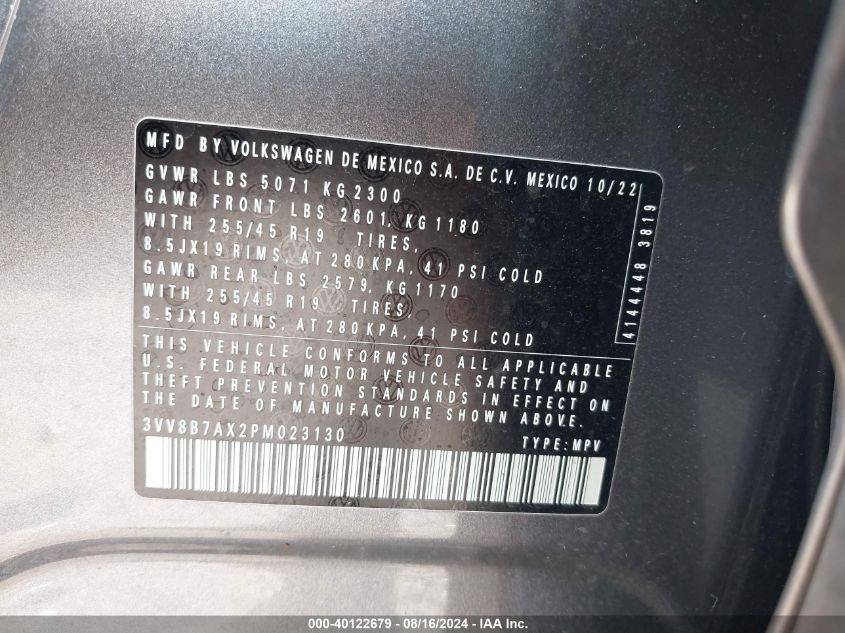 MFD BY VOLKSWAGEN DE MEXICO S.A. DE C.V. MEXICO 10/22
GVWR LBS 5071 KG 2300
GAWR FRONT LBS 2601, KG 1180
WITH 255/45 R19 TIRES,
8.5JX19 RIMS, AT 280 KPA, 41 PSI COLD
GAWR REAR LBS 2579, KG 1170
WITH 255/45 R19 TIRES,
8.5JX19 RIMS, AT 280 KPA, 41 PSI COLD
4144448 3819
THIS VEHICLE CONFORMS TO ALL APPLICABLE
U.S. FEDERAL MOTOR VEHICLE SAFETY AND
THEFT PREVENTION STANDARDS IN EFFECT ON
THE DATE OF MANUFACTURE SHOWN ABOVE.
3VV8B7AX2PM023130 TYPE: MPV
000-40122679 - 08/16/2024 - IAA Inc.